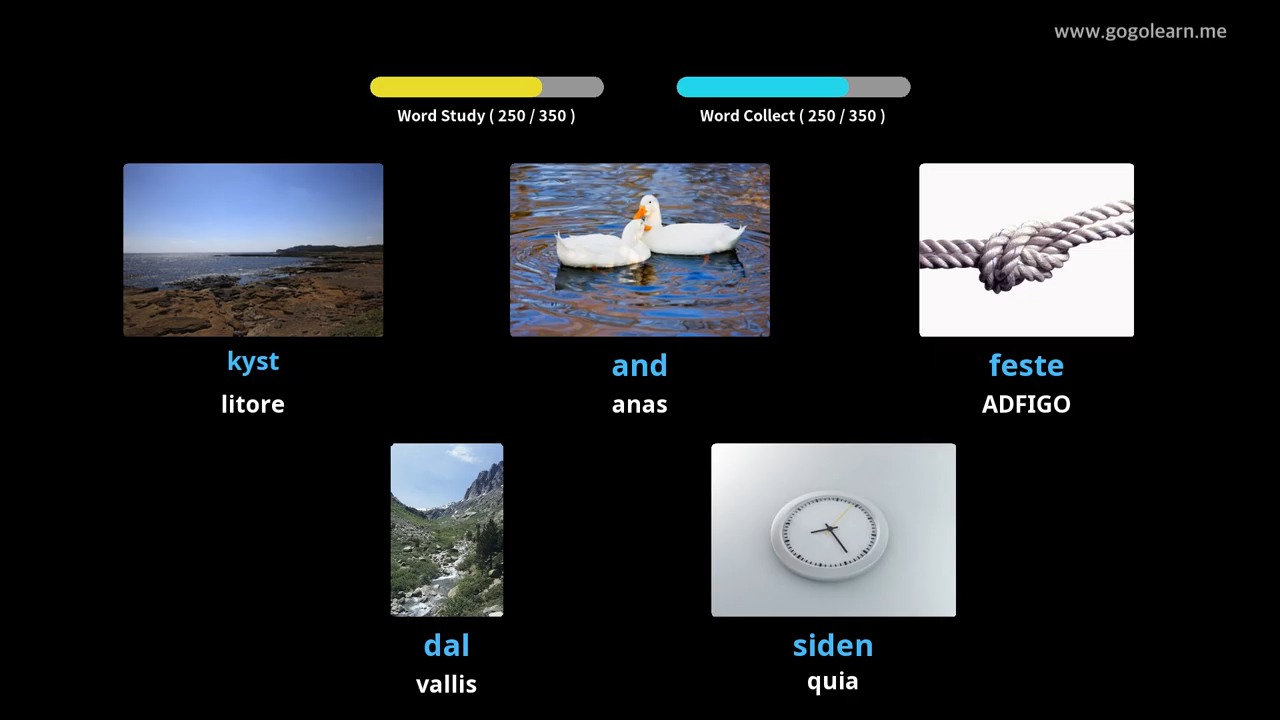 www.gogolearn.me
Word Study ( 250 / 350 )
Word Collect ( 250 / 350 )
kyst
litore
and
anas
feste
ADFIGO
dal
vallis
siden
quia